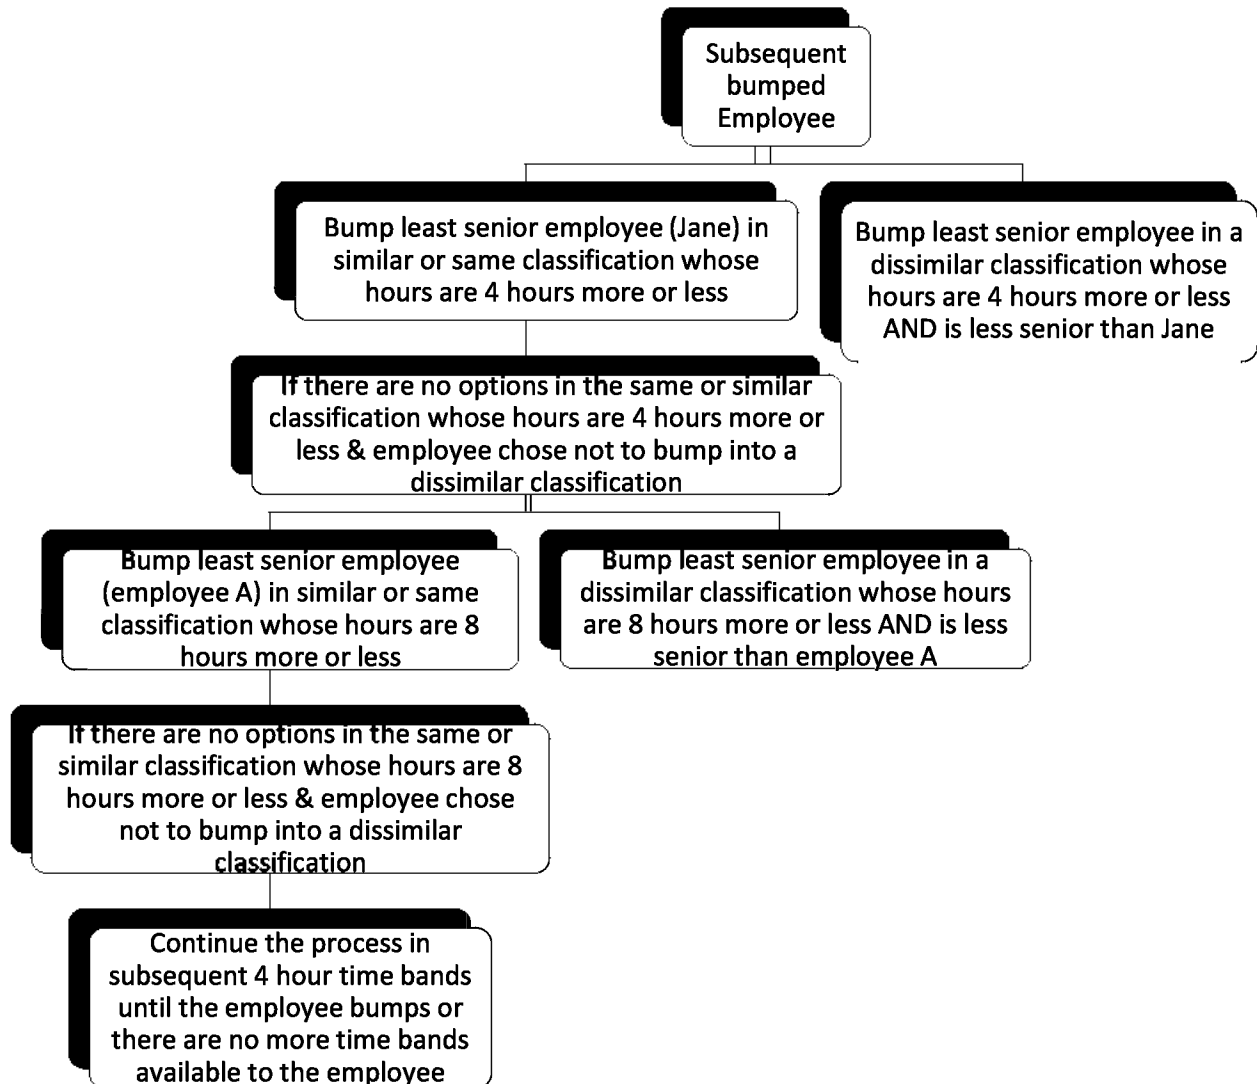 Subsequent
bumped
Employee
Bump least senior employee (Jane) in
similar or same classification whose
hours are 4 hours more or less
Bump least senior employee in a
dissimilar classification whose
hours are 4 hours more or less
AND is less senior than Jane
If there are no options in the same or similar
classification whose hours are 4 hours more or
less & employee chose not to bump into a
dissimilar classification
Bump least senior employee
(employee A) in similar or same
classification whose hours are 8
hours more or less
Bump least senior employee in a
dissimilar classification whose hours
are 8 hours more or less AND is less
senior than employee A
If there are no options in the same or
similar classification whose hours are 8
hours more or less & employee chose
not to bump into a dissimilar
classification
Continue the process in
subsequent 4 hour time bands
until the employee bumps or
there are no more time bands
available to the employee